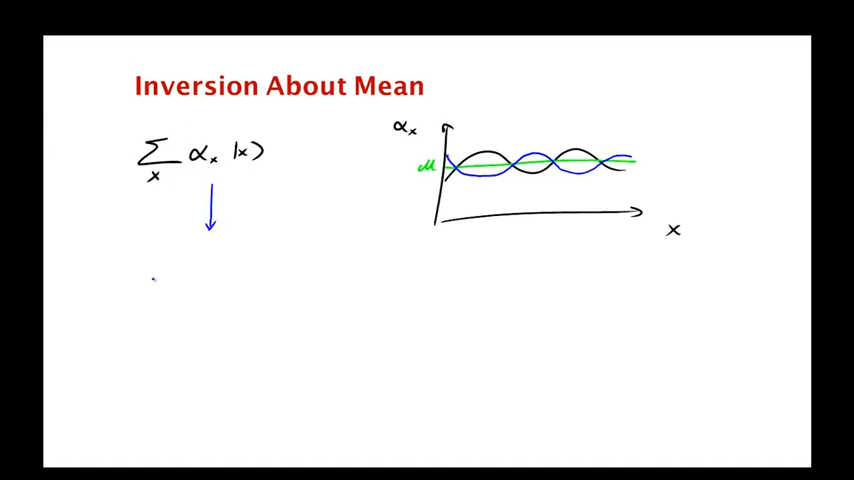 Inversion About Mean
∑ αₓ |x⟩
x
αₓ
μ
x